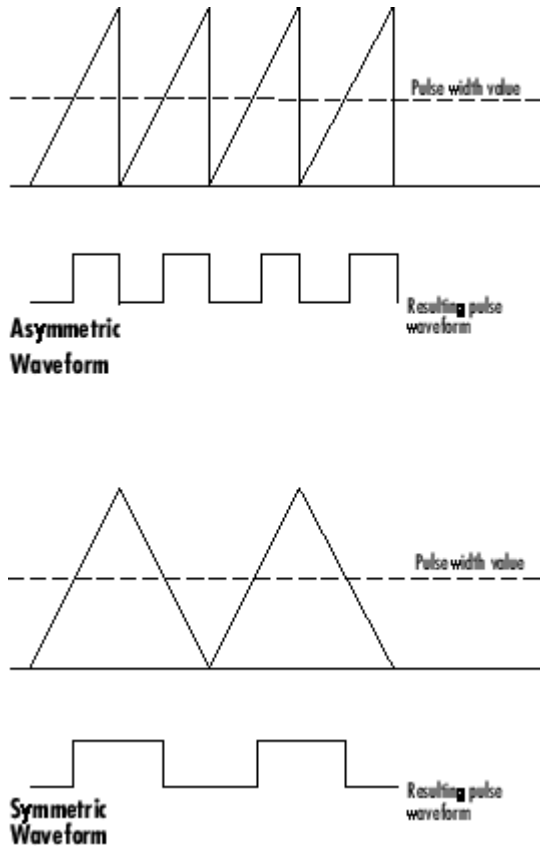 Pulse width value
Resulting pulse
waveform
Asymmetric
Waveform
Pulse width value
Resulting pulse
waveform
Symmetric
Waveform